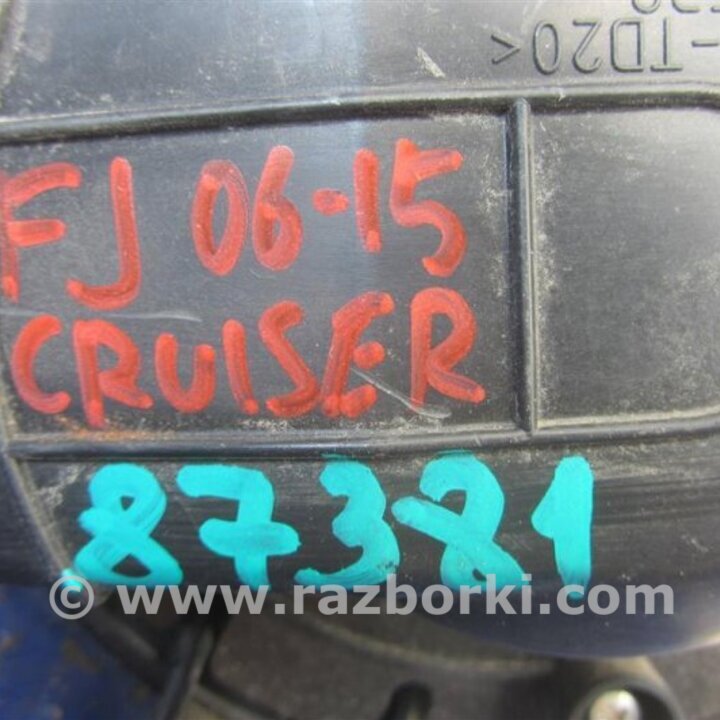 -TD20<
FJ 06-15
CRUISER
87381
© www.razborki.com